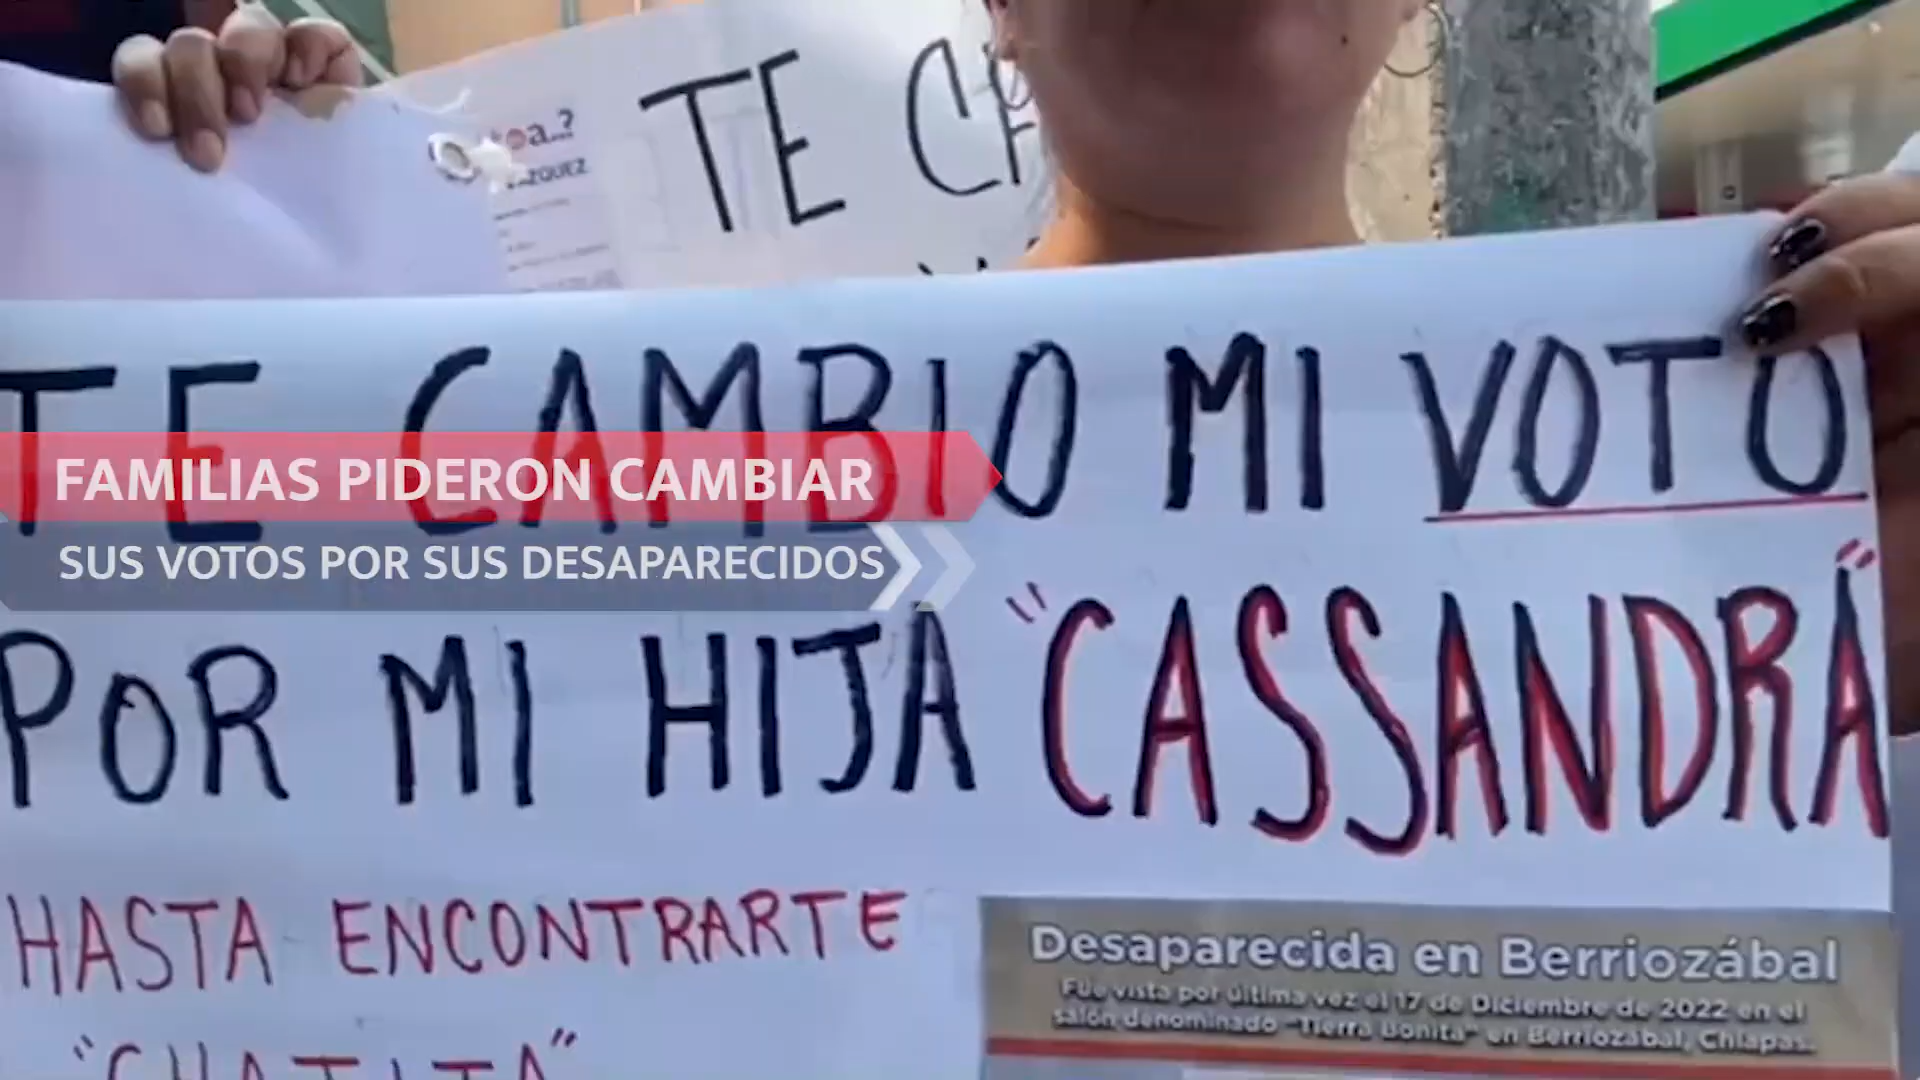 TE
TE CAMBIO MI VOTO
FAMILIAS PIDERON CAMBIAR
SUS VOTOS POR SUS DESAPARECIDOS
POR MI HIJA "CASSANDRA"
HASTA ENCONTRARTE
"CHATITA"
Desaparecida en Berriozábal
Fue vista por última vez el 17 de Diciembre de 2022 en el
salón denominado "Tierra Bonita" en Berriozábal, Chiapas.